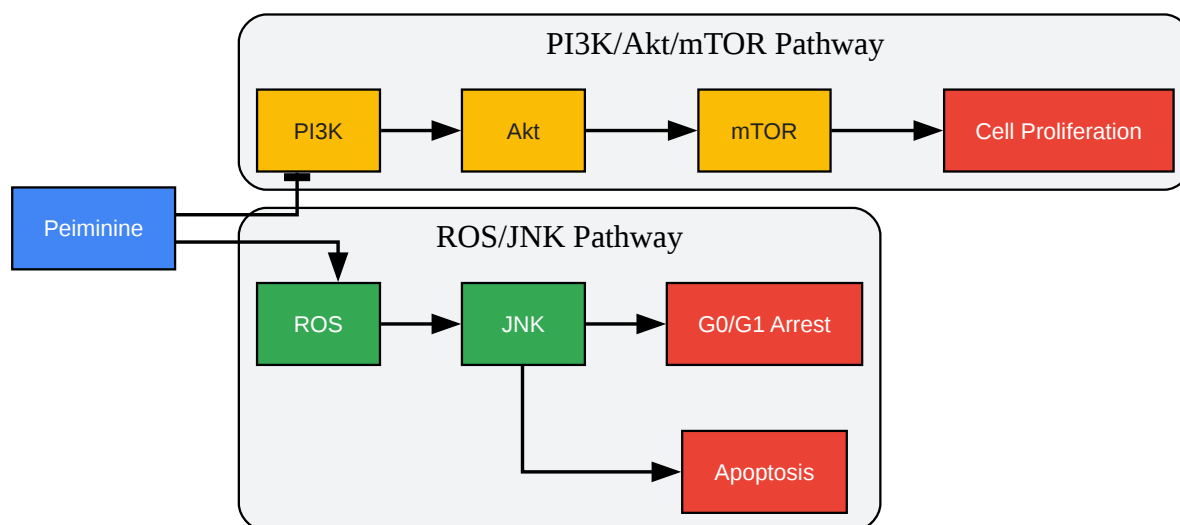 PI3K/Akt/mTOR Pathway
PI3K
Akt
mTOR
Cell Proliferation
Peiminine
ROS/JNK Pathway
ROS
JNK
G0/G1 Arrest
Apoptosis